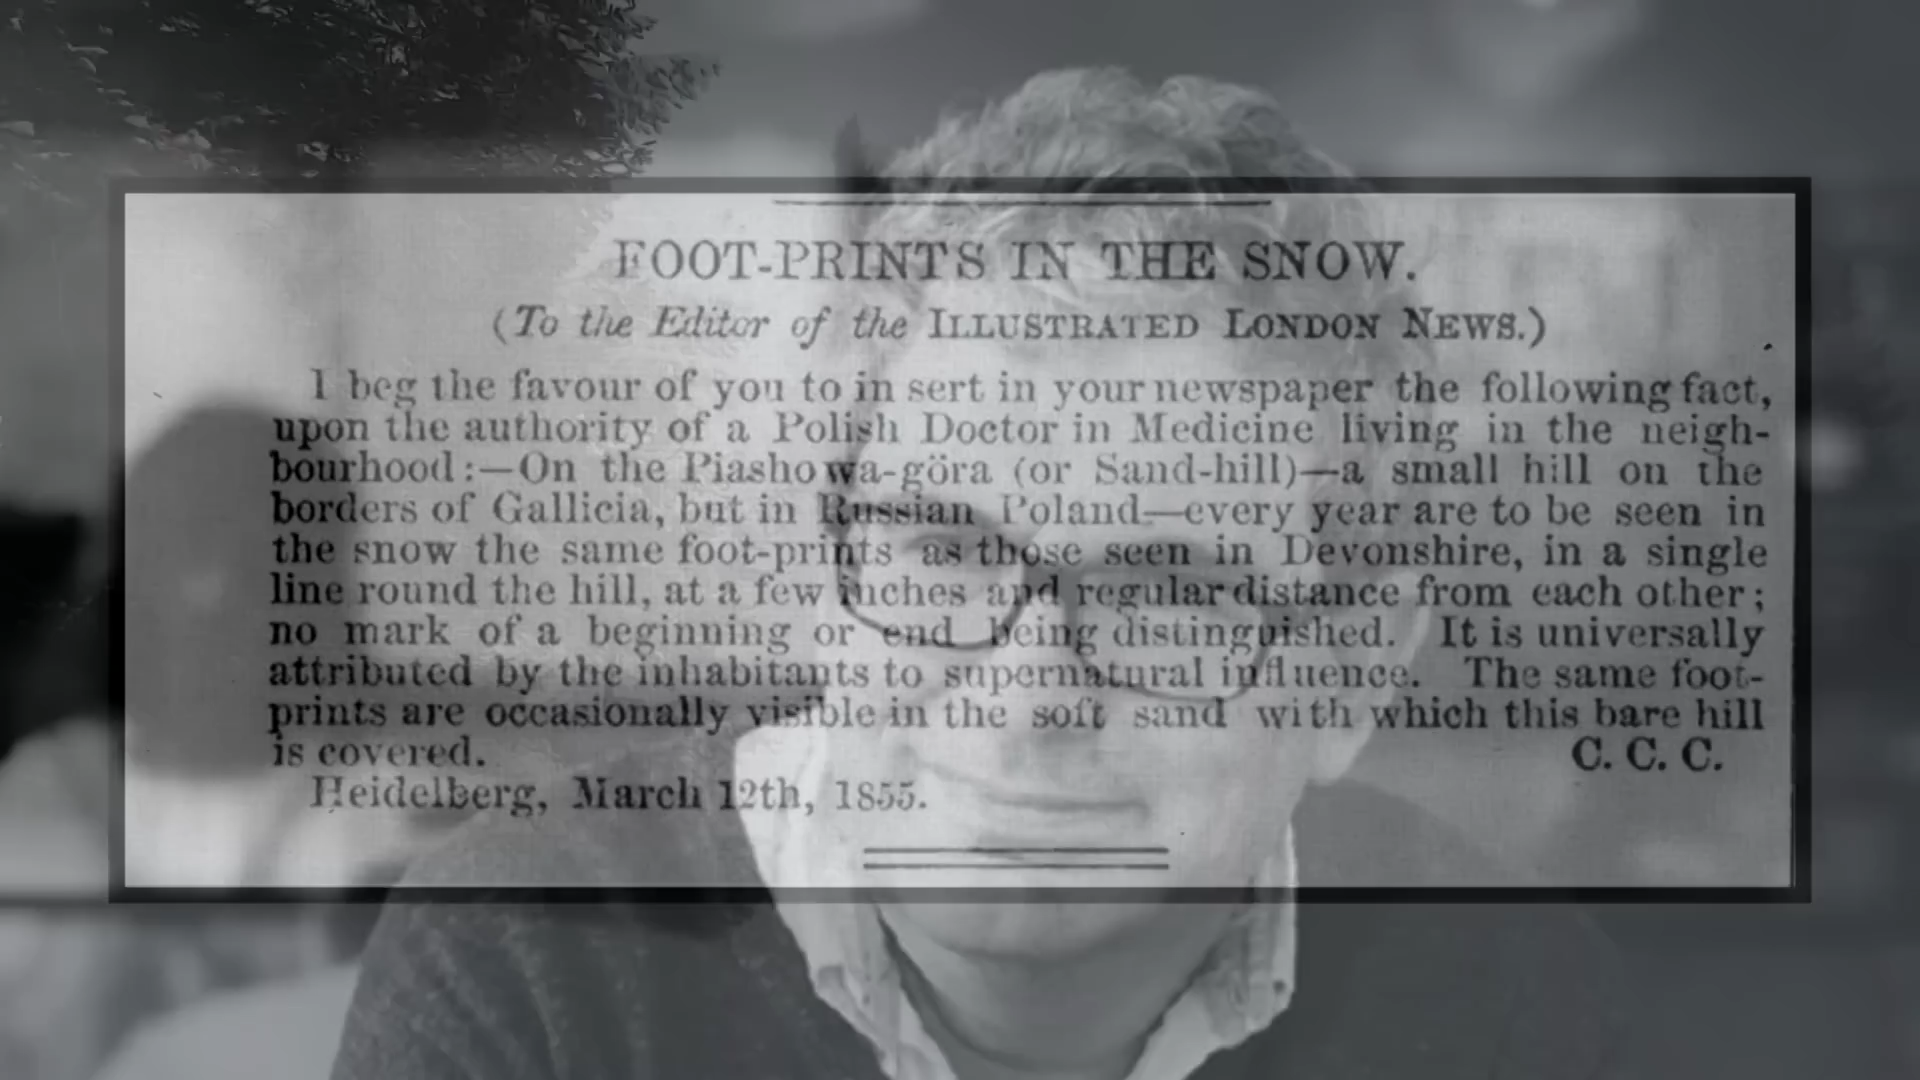 FOOT-PRINTS IN THE SNOW.
(To the Editor of the ILLUSTRATED LONDON NEWS.)
I beg the favour of you to in sert in your newspaper the following fact,
upon the authority of a Polish Doctor in Medicine living in the neigh-
bourhood:—On the Piashowa-göra (or Sand-hill)—a small hill on the
borders of Gallicia, but in Russian Poland—every year are to be seen in
the snow the same foot-prints as those seen in Devonshire, in a single
line round the hill, at a few inches and regular distance from each other;
no mark of a beginning or end being distinguished. It is universally
attributed by the inhabitants to supernatural influence. The same foot-
prints are occasionally visible in the soft sand with which this bare hill
is covered.
C. C. C.
Heidelberg, March 12th, 1855.